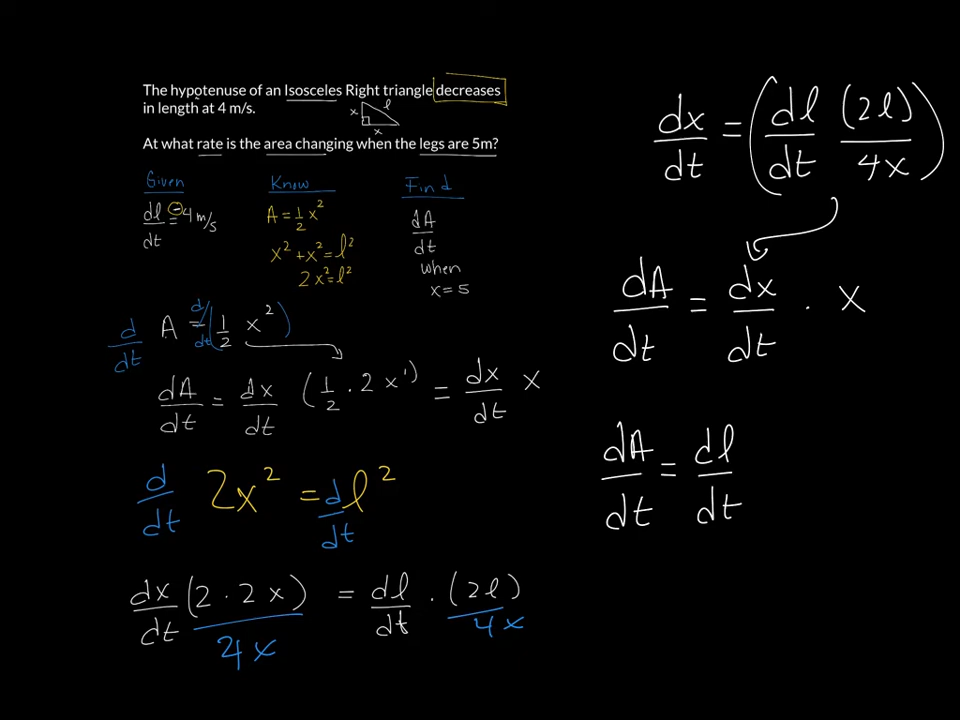 The hypotenuse of an Isosceles Right triangle decreases
in length at 4 m/s.
x l
x
At what rate is the area changing when the legs are 5m?
Given
dl/dt = -4 m/s
Know
A = 1/2 x²
x² + x² = l²
2x² = l²
Find
dA/dt
when
x = 5
d/dt A = d/dt (1/2 x²)
dA/dt = dx/dt (1/2 · 2x¹) = dx/dt x
d/dt 2x² = d/dt l²
dx/dt (2 · 2x) = dl/dt · (2l)
4x 4x
dx/dt = (dl/dt (2l)/4x)
dA/dt = dx/dt · x
dA/dt = dl/dt